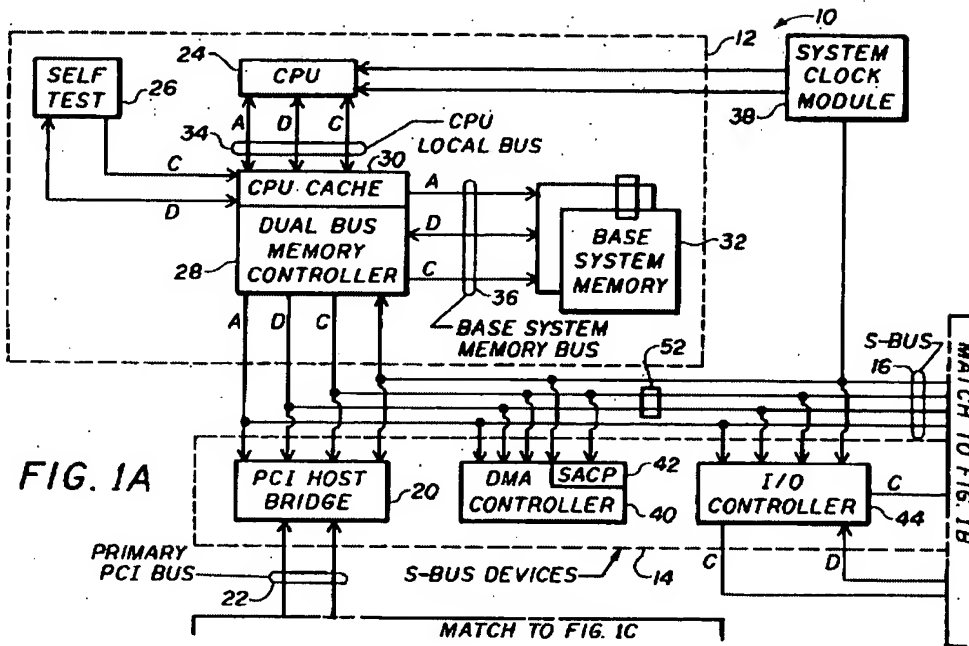 10
12
SYSTEM
CLOCK
MODULE
38
24
CPU
SELF
TEST
26
A D C
34
CPU
LOCAL BUS
30
C
D
CPU CACHE
DUAL BUS
MEMORY
CONTROLLER
28
A
D
C
36
BASE
SYSTEM
MEMORY
32
A D C
BASE SYSTEM
MEMORY BUS
52
S-BUS
16
MATCH TO FIG. 1B
FIG. 1A
PCI HOST
BRIDGE
20
DMA
SACP
CONTROLLER
42
40
I/O
CONTROLLER
44
C
PRIMARY
PCI BUS
22
S-BUS DEVICES
14
C
D
MATCH TO FIG. 1C